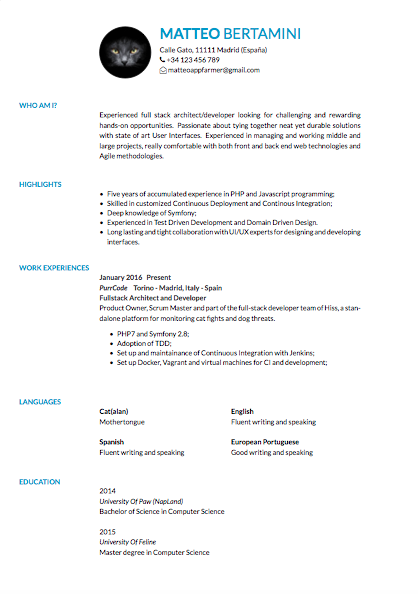 MATTEO BERTAMINI
Calle Gato, 11111 Madrid (España)
+34 123 456 789
matteoappfarmer@gmail.com
WHO AM I?
Experienced full stack architect/developer looking for challenging and rewarding
hands-on opportunities. Passionate about tying together neat yet durable solutions
with state of art User Interfaces. Experienced in managing and working middle and
large projects, really comfortable with both front and back end web technologies and
Agile methodologies.
HIGHLIGHTS
• Five years of accumulated experience in PHP and Javascript programming;
• Skilled in customized Continuous Deployment and Continous Integration;
• Deep knowledge of Symfony;
• Experienced in Test Driven Development and Domain Driven Design.
• Long lasting and tight collaboration with UI/UX experts for designing and developing
interfaces.
WORK EXPERIENCES
January 2016 Present
PurrCode Torino - Madrid, Italy - Spain
Fullstack Architect and Developer
Product Owner, Scrum Master and part of the full-stack developer team of Hiss, a stan-
dalone platform for monitoring cat fights and dog threats.
• PHP7 and Symfony 2.8;
• Adoption of TDD;
• Set up and maintainance of Continuous Integration with Jenkins;
• Set up Docker, Vagrant and virtual machines for CI and development;
LANGUAGES
Cat(alan) English
Mothertongue Fluent writing and speaking
Spanish European Portuguese
Fluent writing and speaking Good writing and speaking
EDUCATION
2014
University Of Paw (NapLand)
Bachelor of Science in Computer Science
2015
University Of Feline
Master degree in Computer Science